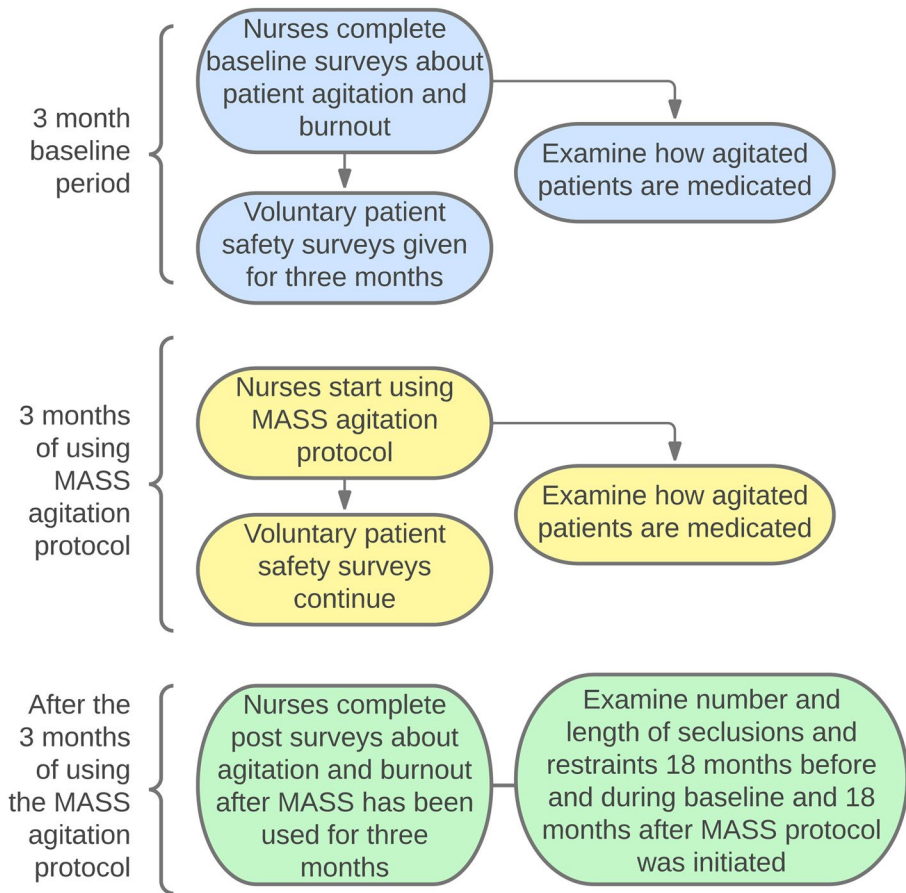 3 month
baseline
period
Nurses complete
baseline surveys about
patient agitation and
burnout
Examine how agitated
patients are medicated
Voluntary patient
safety surveys given
for three months
3 months
of using
MASS
agitation
protocol
Nurses start using
MASS agitation
protocol
Examine how agitated
patients are medicated
Voluntary patient
safety surveys
continue
After the
3 months
of using
the MASS
agitation
protocol
Nurses complete
post surveys about
agitation and burnout
after MASS has been
used for three
months
Examine number and
length of seclusions and
restraints 18 months before
and during baseline and 18
months after MASS protocol
was initiated